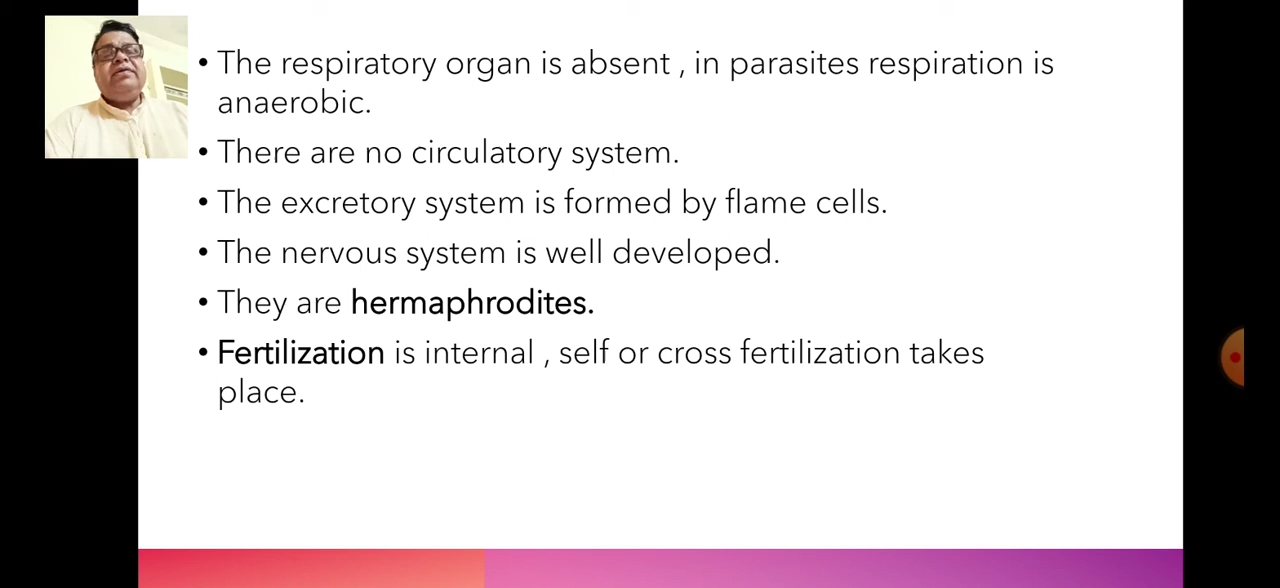 • The respiratory organ is absent , in parasites respiration is
anaerobic.
• There are no circulatory system.
• The excretory system is formed by flame cells.
• The nervous system is well developed.
• They are hermaphrodites.
• Fertilization is internal , self or cross fertilization takes
place.